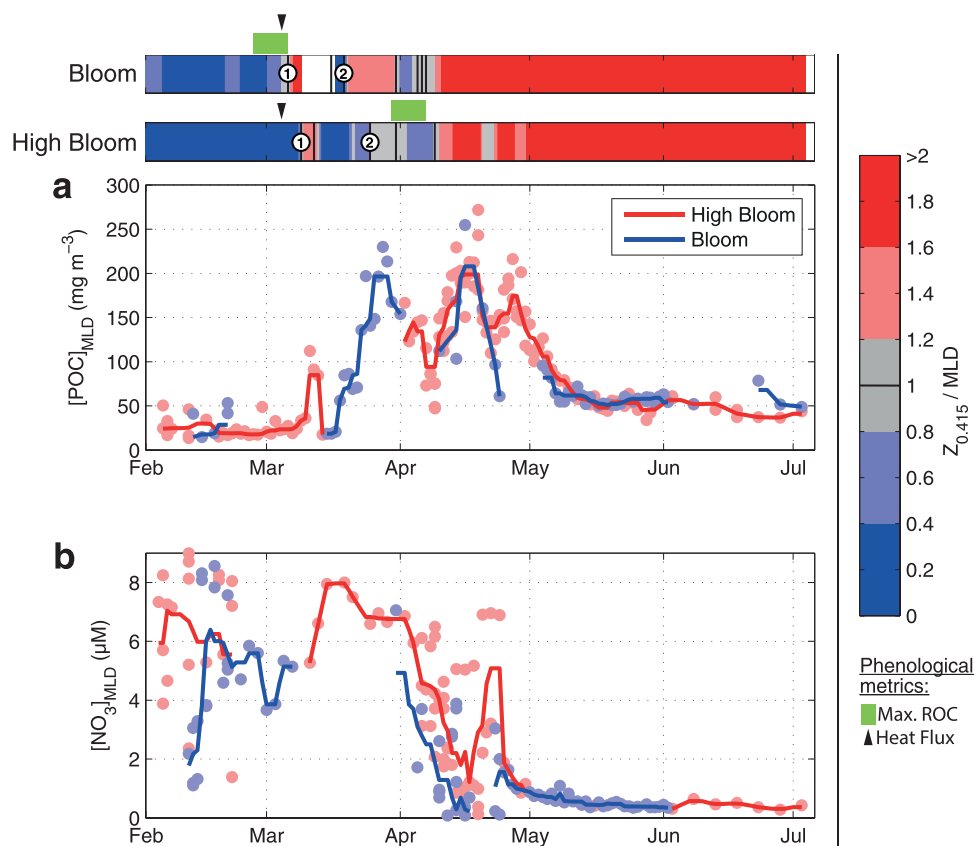 Bloom
1
2
High Bloom
1
2
a
[POC]MLD (mg m−3)
300
250
200
150
100
50
0
High Bloom
Bloom
Feb Mar Apr May Jun Jul
b
[NO3]MLD (µM)
8
6
4
2
0
Feb Mar Apr May Jun Jul
>2
1.8
1.6
1.4
1.2
1
0.8
0.6
0.4
0.2
0
Z0.415 / MLD
Phenological
metrics:
Max. ROC
Heat Flux